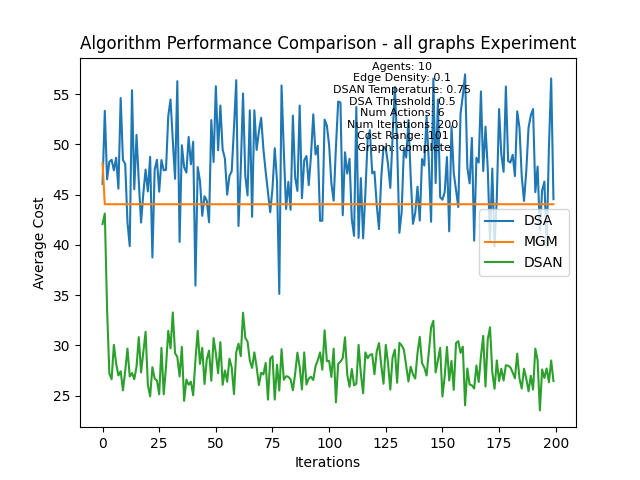 Algorithm Performance Comparison - all graphs Experiment
Agents: 10
Edge Density: 0.1
DSAN Temperature: 0.75
DSA Threshold: 0.5
Num Actions: 6
Num Iterations: 200
Cost Range: 101
Graph: complete
55
50
45
40
35
30
25
Average Cost
DSA
MGM
DSAN
0
25
50
75
100
125
150
175
200
Iterations